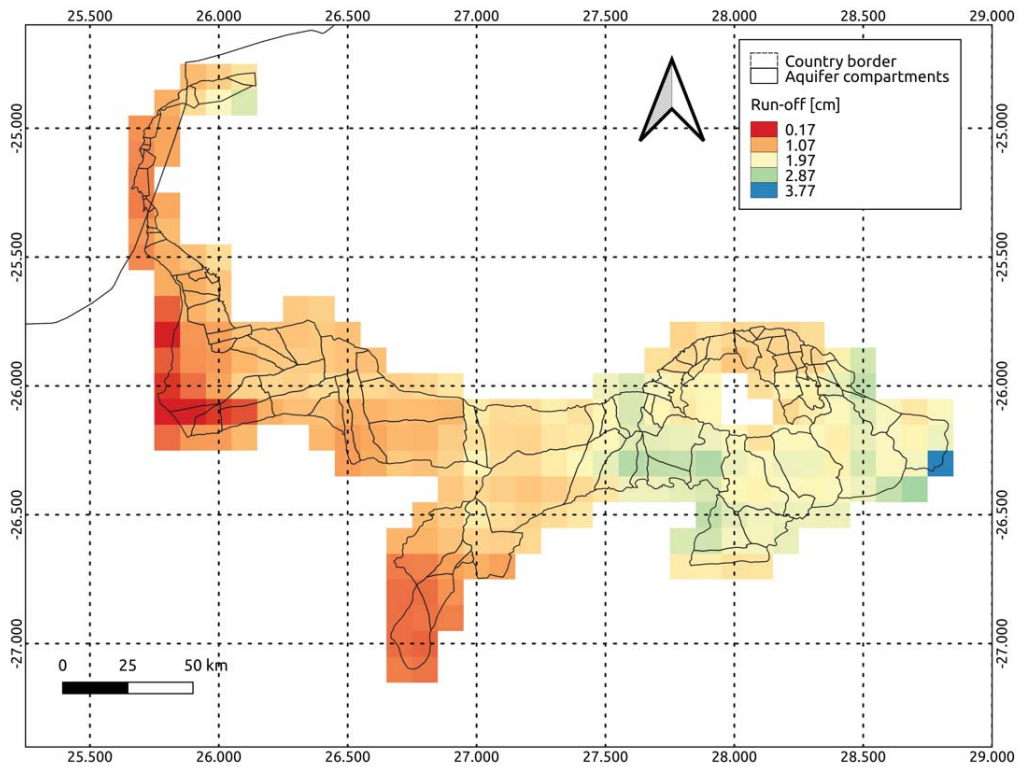 25.500 26.000 26.500 27.000 27.500 28.000 28.500 29.000
Country border
Aquifer compartments
Run-off [cm]
0.17
1.07
1.97
2.87
3.77
-25.000 -25.000
-25.500 -25.500
-26.000 -26.000
-26.500 -26.500
-27.000 -27.000
0 25 50 km
25.500 26.000 26.500 27.000 27.500 28.000 28.500 29.000